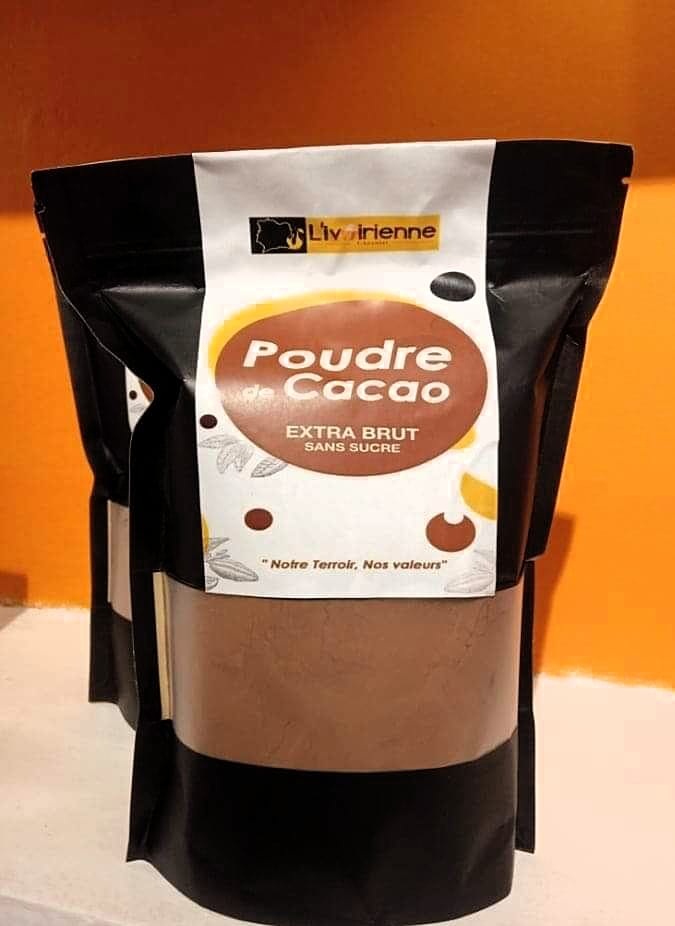 L'ivoirienne
Poudre
de Cacao
EXTRA BRUT
SANS SUCRE
"Notre Terroir, Nos valeurs"